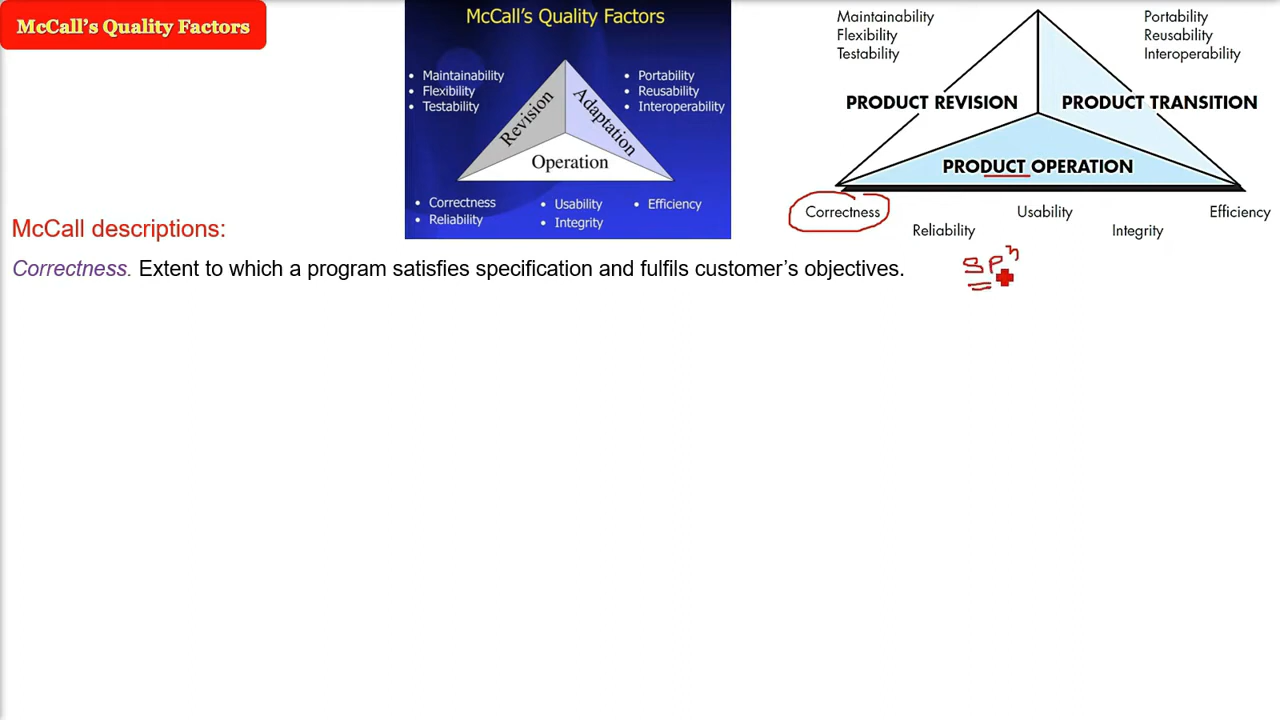 McCall's Quality Factors
McCall's Quality Factors
• Maintainability
• Flexibility
• Testability
• Portability
• Reusability
• Interoperability
Revision
Adaptation
Operation
• Correctness
• Reliability
• Usability
• Integrity
• Efficiency
Maintainability
Flexibility
Testability
Portability
Reusability
Interoperability
PRODUCT REVISION
PRODUCT TRANSITION
PRODUCT OPERATION
Correctness
Usability
Efficiency
Reliability
Integrity
McCall descriptions:
Correctness. Extent to which a program satisfies specification and fulfils customer's objectives.